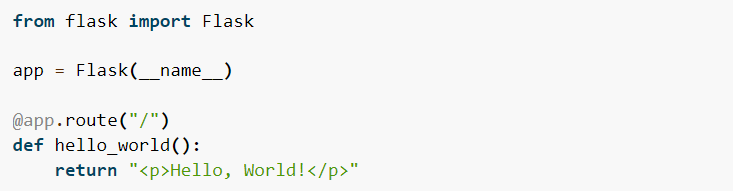 from flask import Flask
app = Flask(__name__)
@app.route("/")
def hello_world():
    return "<p>Hello, World!</p>"